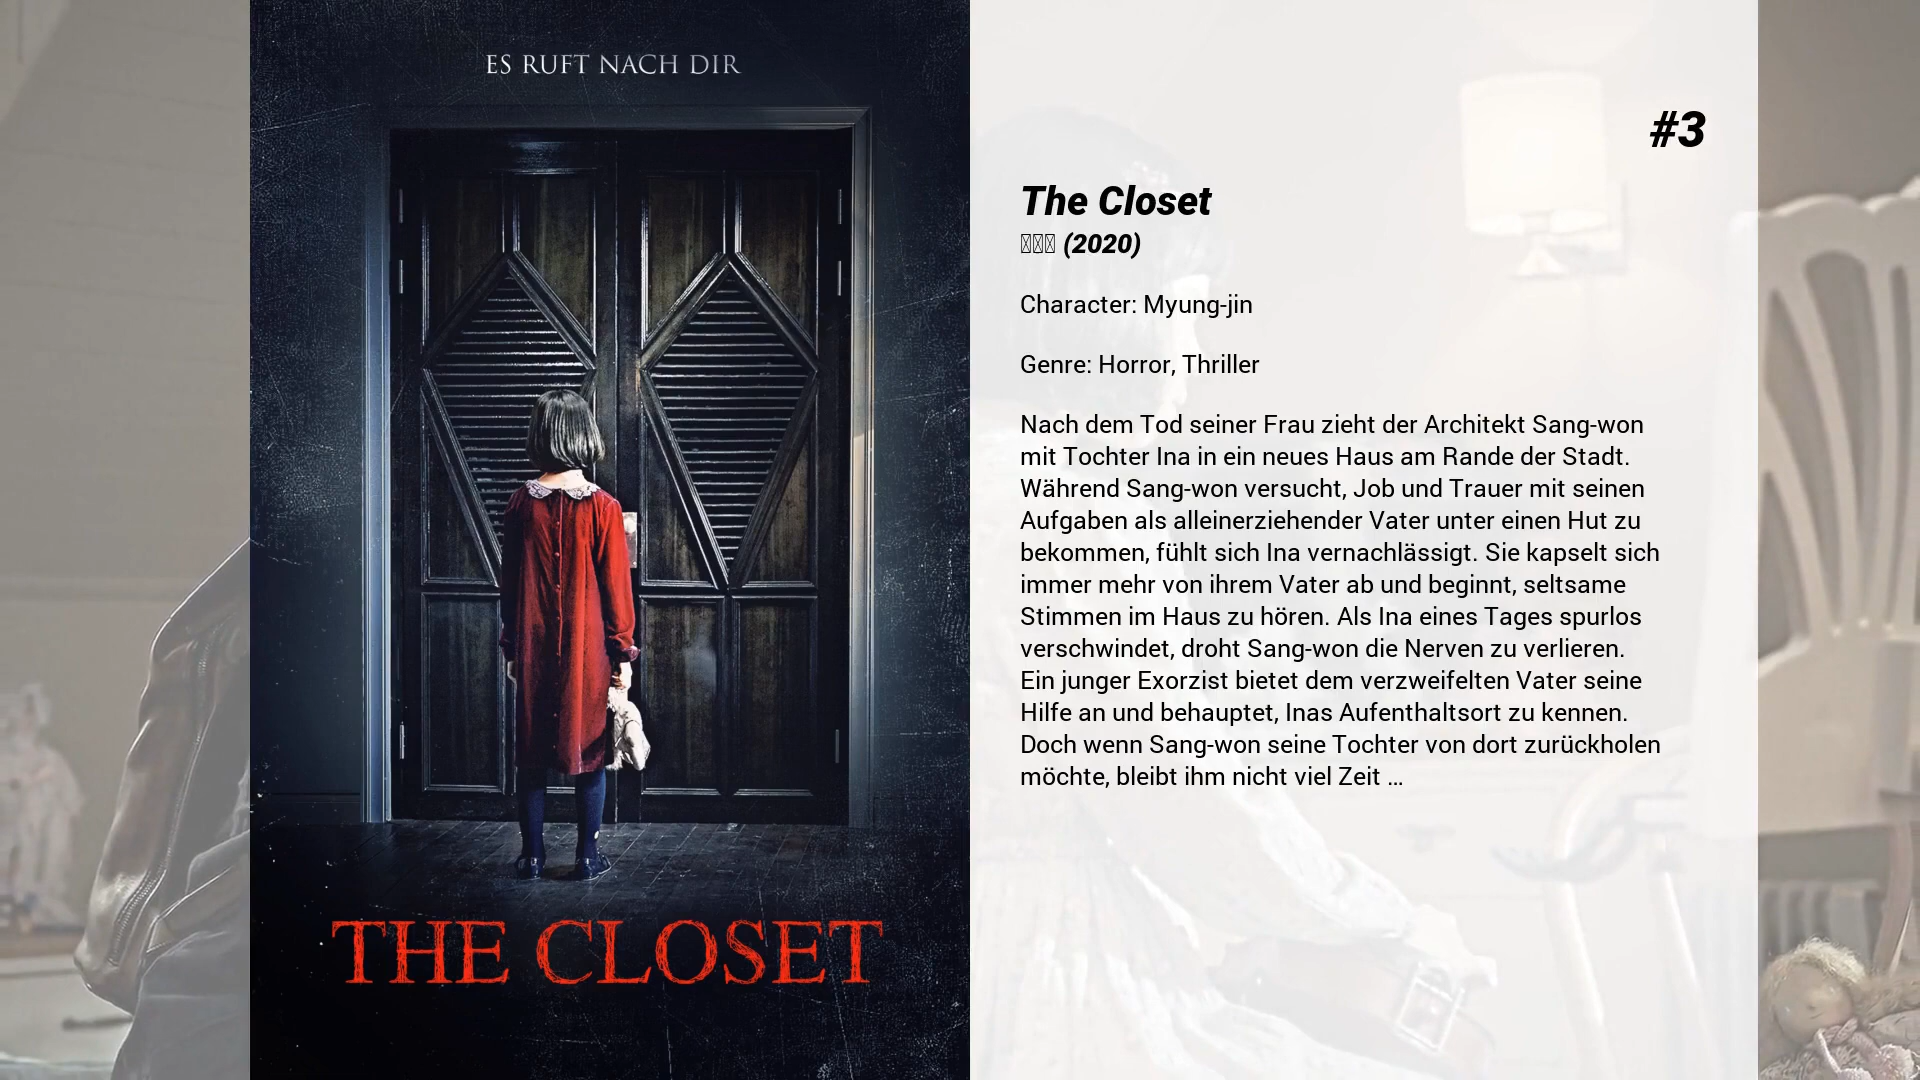 ES RUFT NACH DIR
THE CLOSET
#3
The Closet
(2020)
Character: Myung-jin
Genre: Horror, Thriller
Nach dem Tod seiner Frau zieht der Architekt Sang-won
mit Tochter Ina in ein neues Haus am Rande der Stadt.
Während Sang-won versucht, Job und Trauer mit seinen
Aufgaben als alleinerziehender Vater unter einen Hut zu
bekommen, fühlt sich Ina vernachlässigt. Sie kapselt sich
immer mehr von ihrem Vater ab und beginnt, seltsame
Stimmen im Haus zu hören. Als Ina eines Tages spurlos
verschwindet, droht Sang-won die Nerven zu verlieren.
Ein junger Exorzist bietet dem verzweifelten Vater seine
Hilfe an und behauptet, Inas Aufenthaltsort zu kennen.
Doch wenn Sang-won seine Tochter von dort zurückholen
möchte, bleibt ihm nicht viel Zeit ...